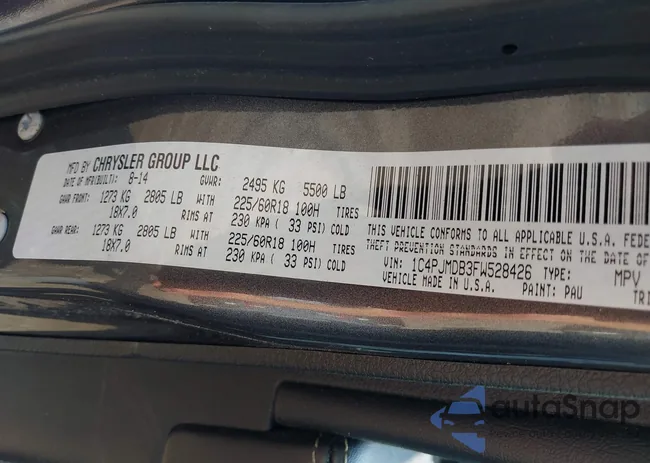 MFD BY CHRYSLER GROUP LLC
DATE OF MFR(BUILT): 8-14 GVWR: 2495 KG 5500 LB
GAWR FRONT: 1273 KG 2805 LB WITH 225/60R18 100H TIRES
18X7.0 RIMS AT 230 KPA ( 33 PSI) COLD
GAWR REAR: 1273 KG 2805 LB WITH 225/60R18 100H TIRES
18X7.0 RIMS AT 230 KPA ( 33 PSI) COLD
THIS VEHICLE CONFORMS TO ALL APPLICABLE U.S.A. FEDE
THEFT PREVENTION STANDARDS IN EFFECT ON THE DATE OF
VIN: 1C4PJMDB3FW528426 TYPE: MPV
VEHICLE MADE IN U.S.A. PAINT: PAU TRI
autoSnap